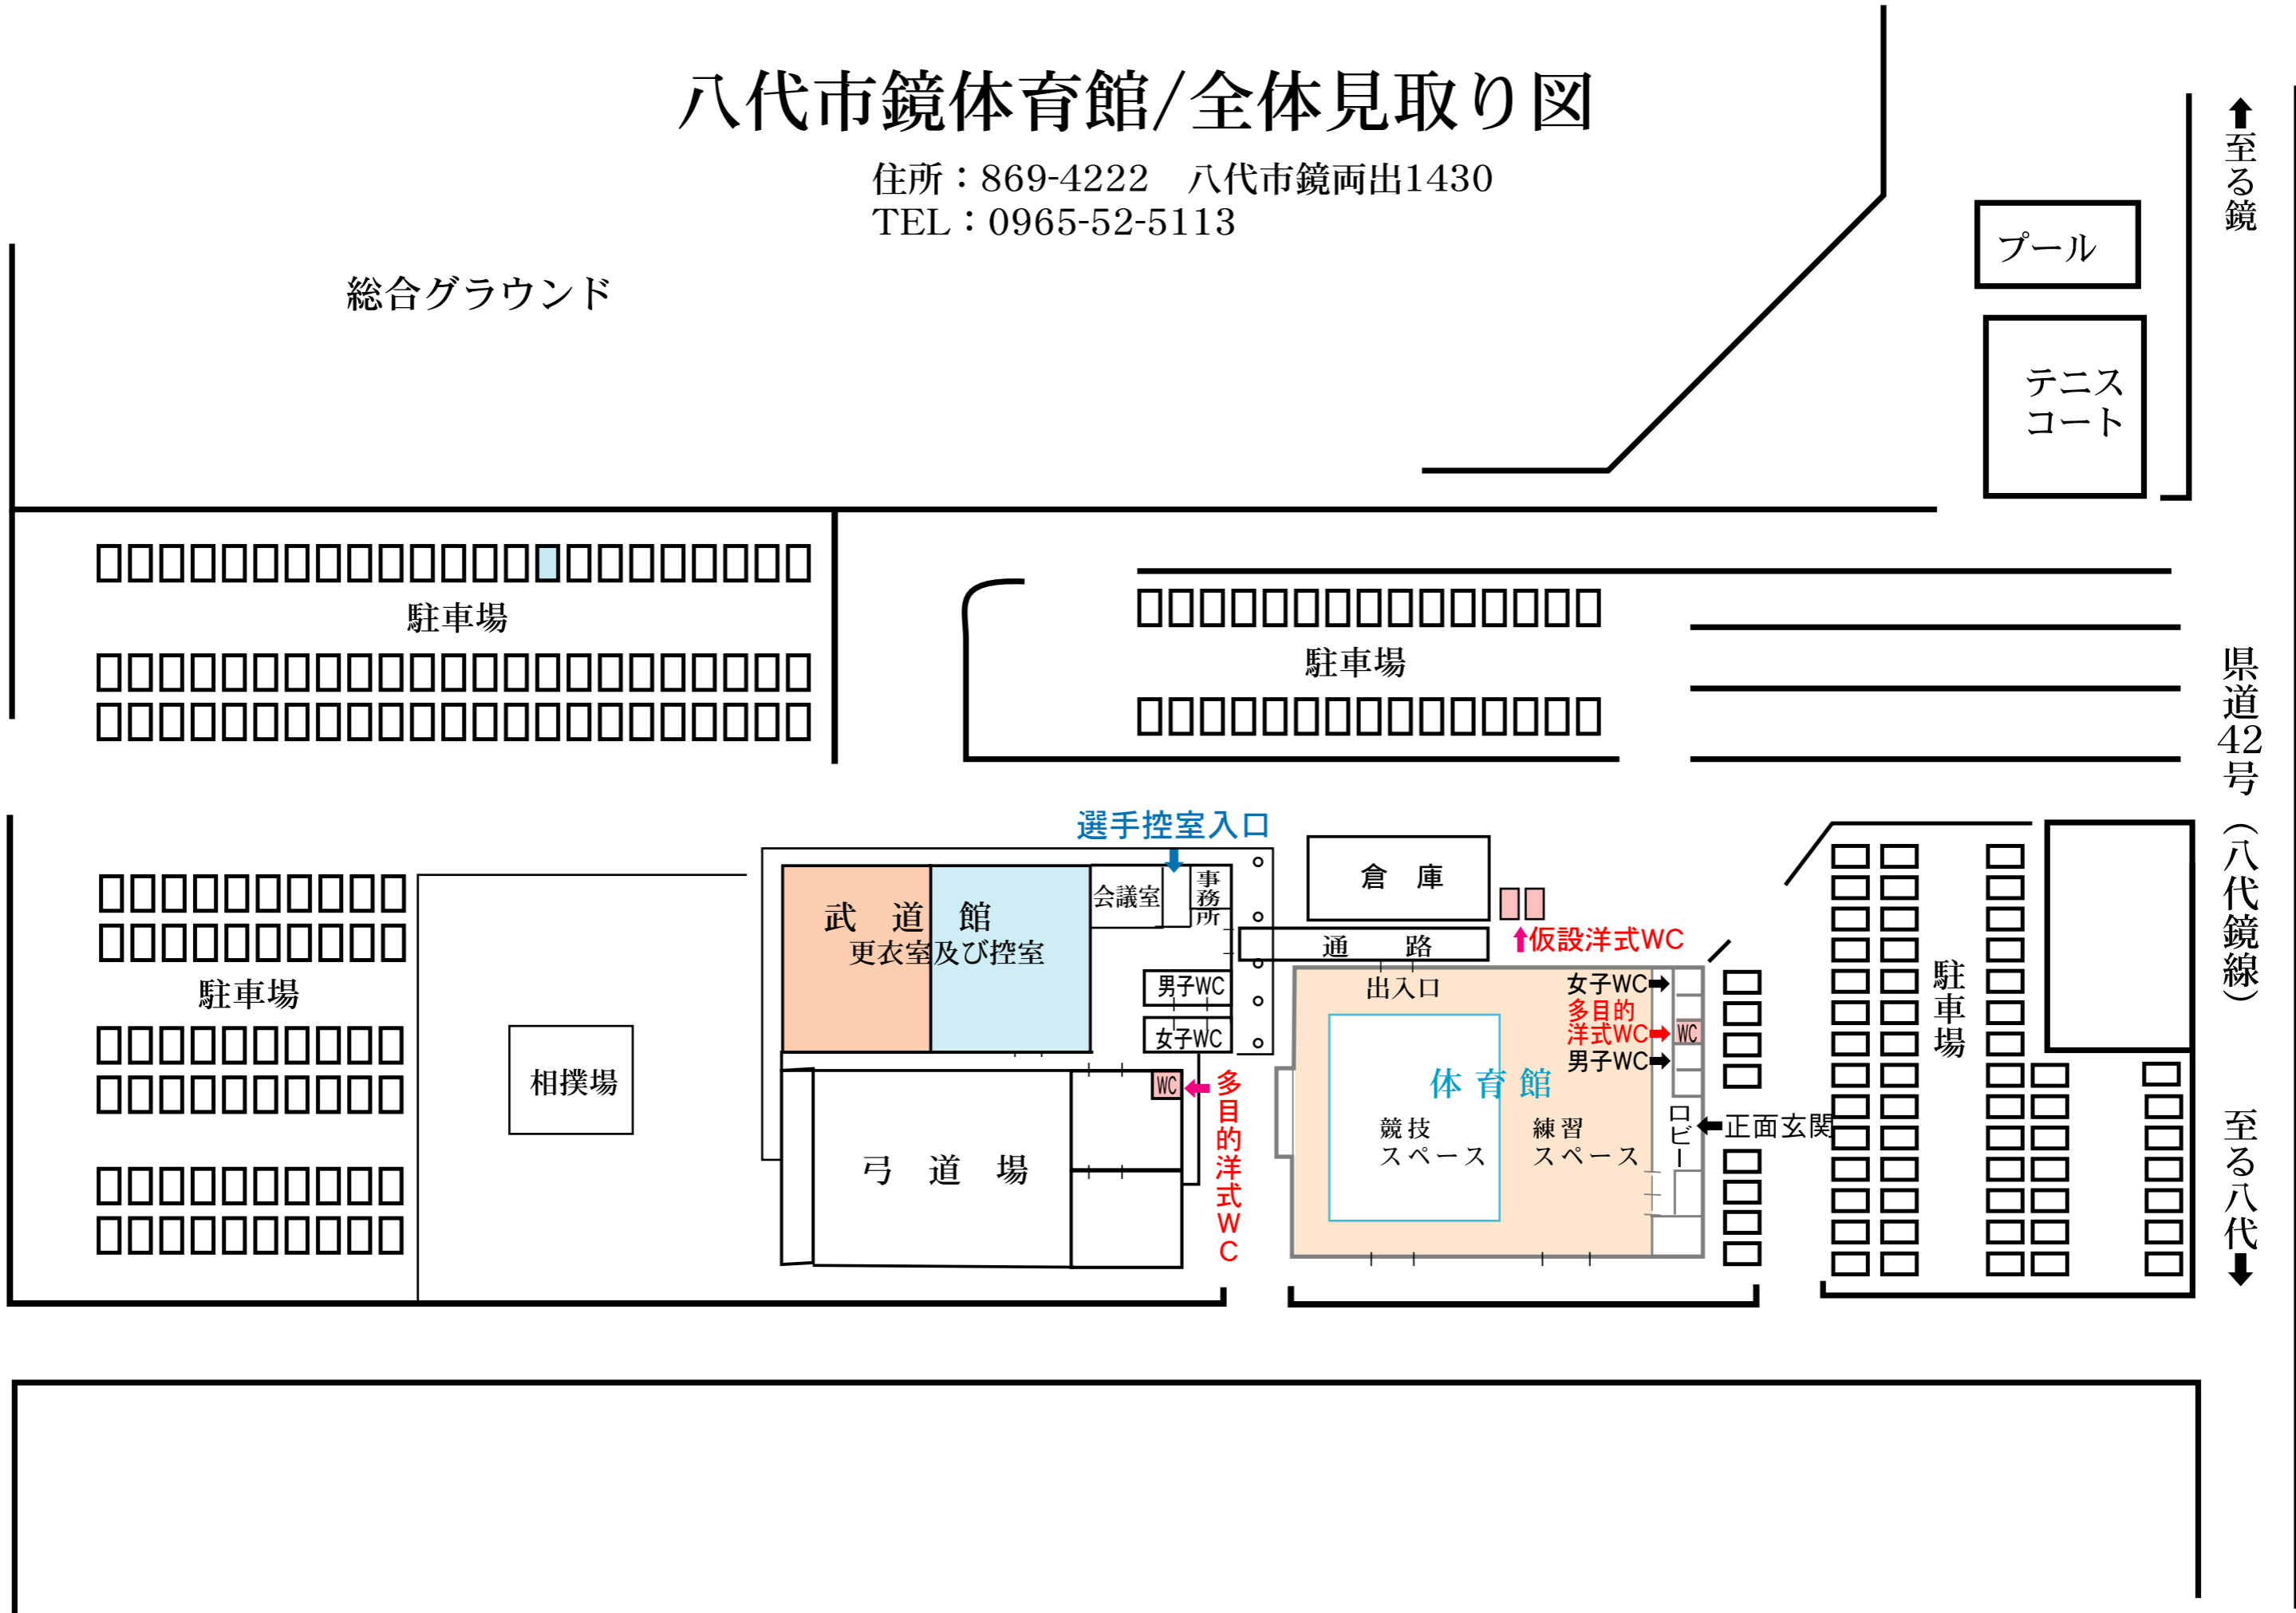 八代市鏡体育館/全体見取り図
住所：869-4222　八代市鏡両出1430
TEL：0965-52-5113
至る鏡
プール
総合グラウンド
テニス
コート
駐車場
駐車場
県道42号（八代鏡線）
選手控室入口
武　道　館
更衣室及び控室
会議室
事務所
倉　庫
通　　路
仮設洋式WC
出入口
男子WC
女子WC
女子WC
多目的
洋式WC
WC
男子WC
駐車場
駐車場
相撲場
WC
多目的洋式WC
体育館
競技
スペース
練習
スペース
ロビー
正面玄関
弓　道　場
至る八代